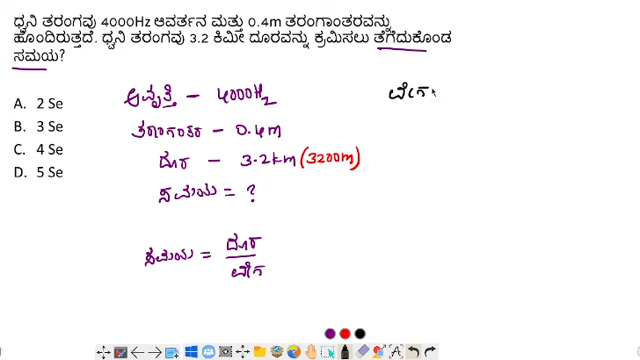 ಧ್ವನಿ ತರಂಗವು 4000Hz ಆವರ್ತನ ಮತ್ತು 0.4m ತರಂಗಾಂತರವನ್ನು
ಹೊಂದಿರುತ್ತದೆ. ಧ್ವನಿ ತರಂಗವು 3.2 ಕಿಮೀ ದೂರವನ್ನು ಕ್ರಮಿಸಲು ತೆಗೆದುಕೊಂಡ
ಸಮಯ?
A. 2 Se
B. 3 Se
C. 4 Se
D. 5 Se
ಆವೃತ್ತಿ – 4000Hz
ತರಂಗಾಂತರ – 0.4m
ದೂರ – 3.2km (3200m)
ಸಮಯ = ?
ಸಮಯ = ದೂರ
ವೇಗ
ವೇಗ